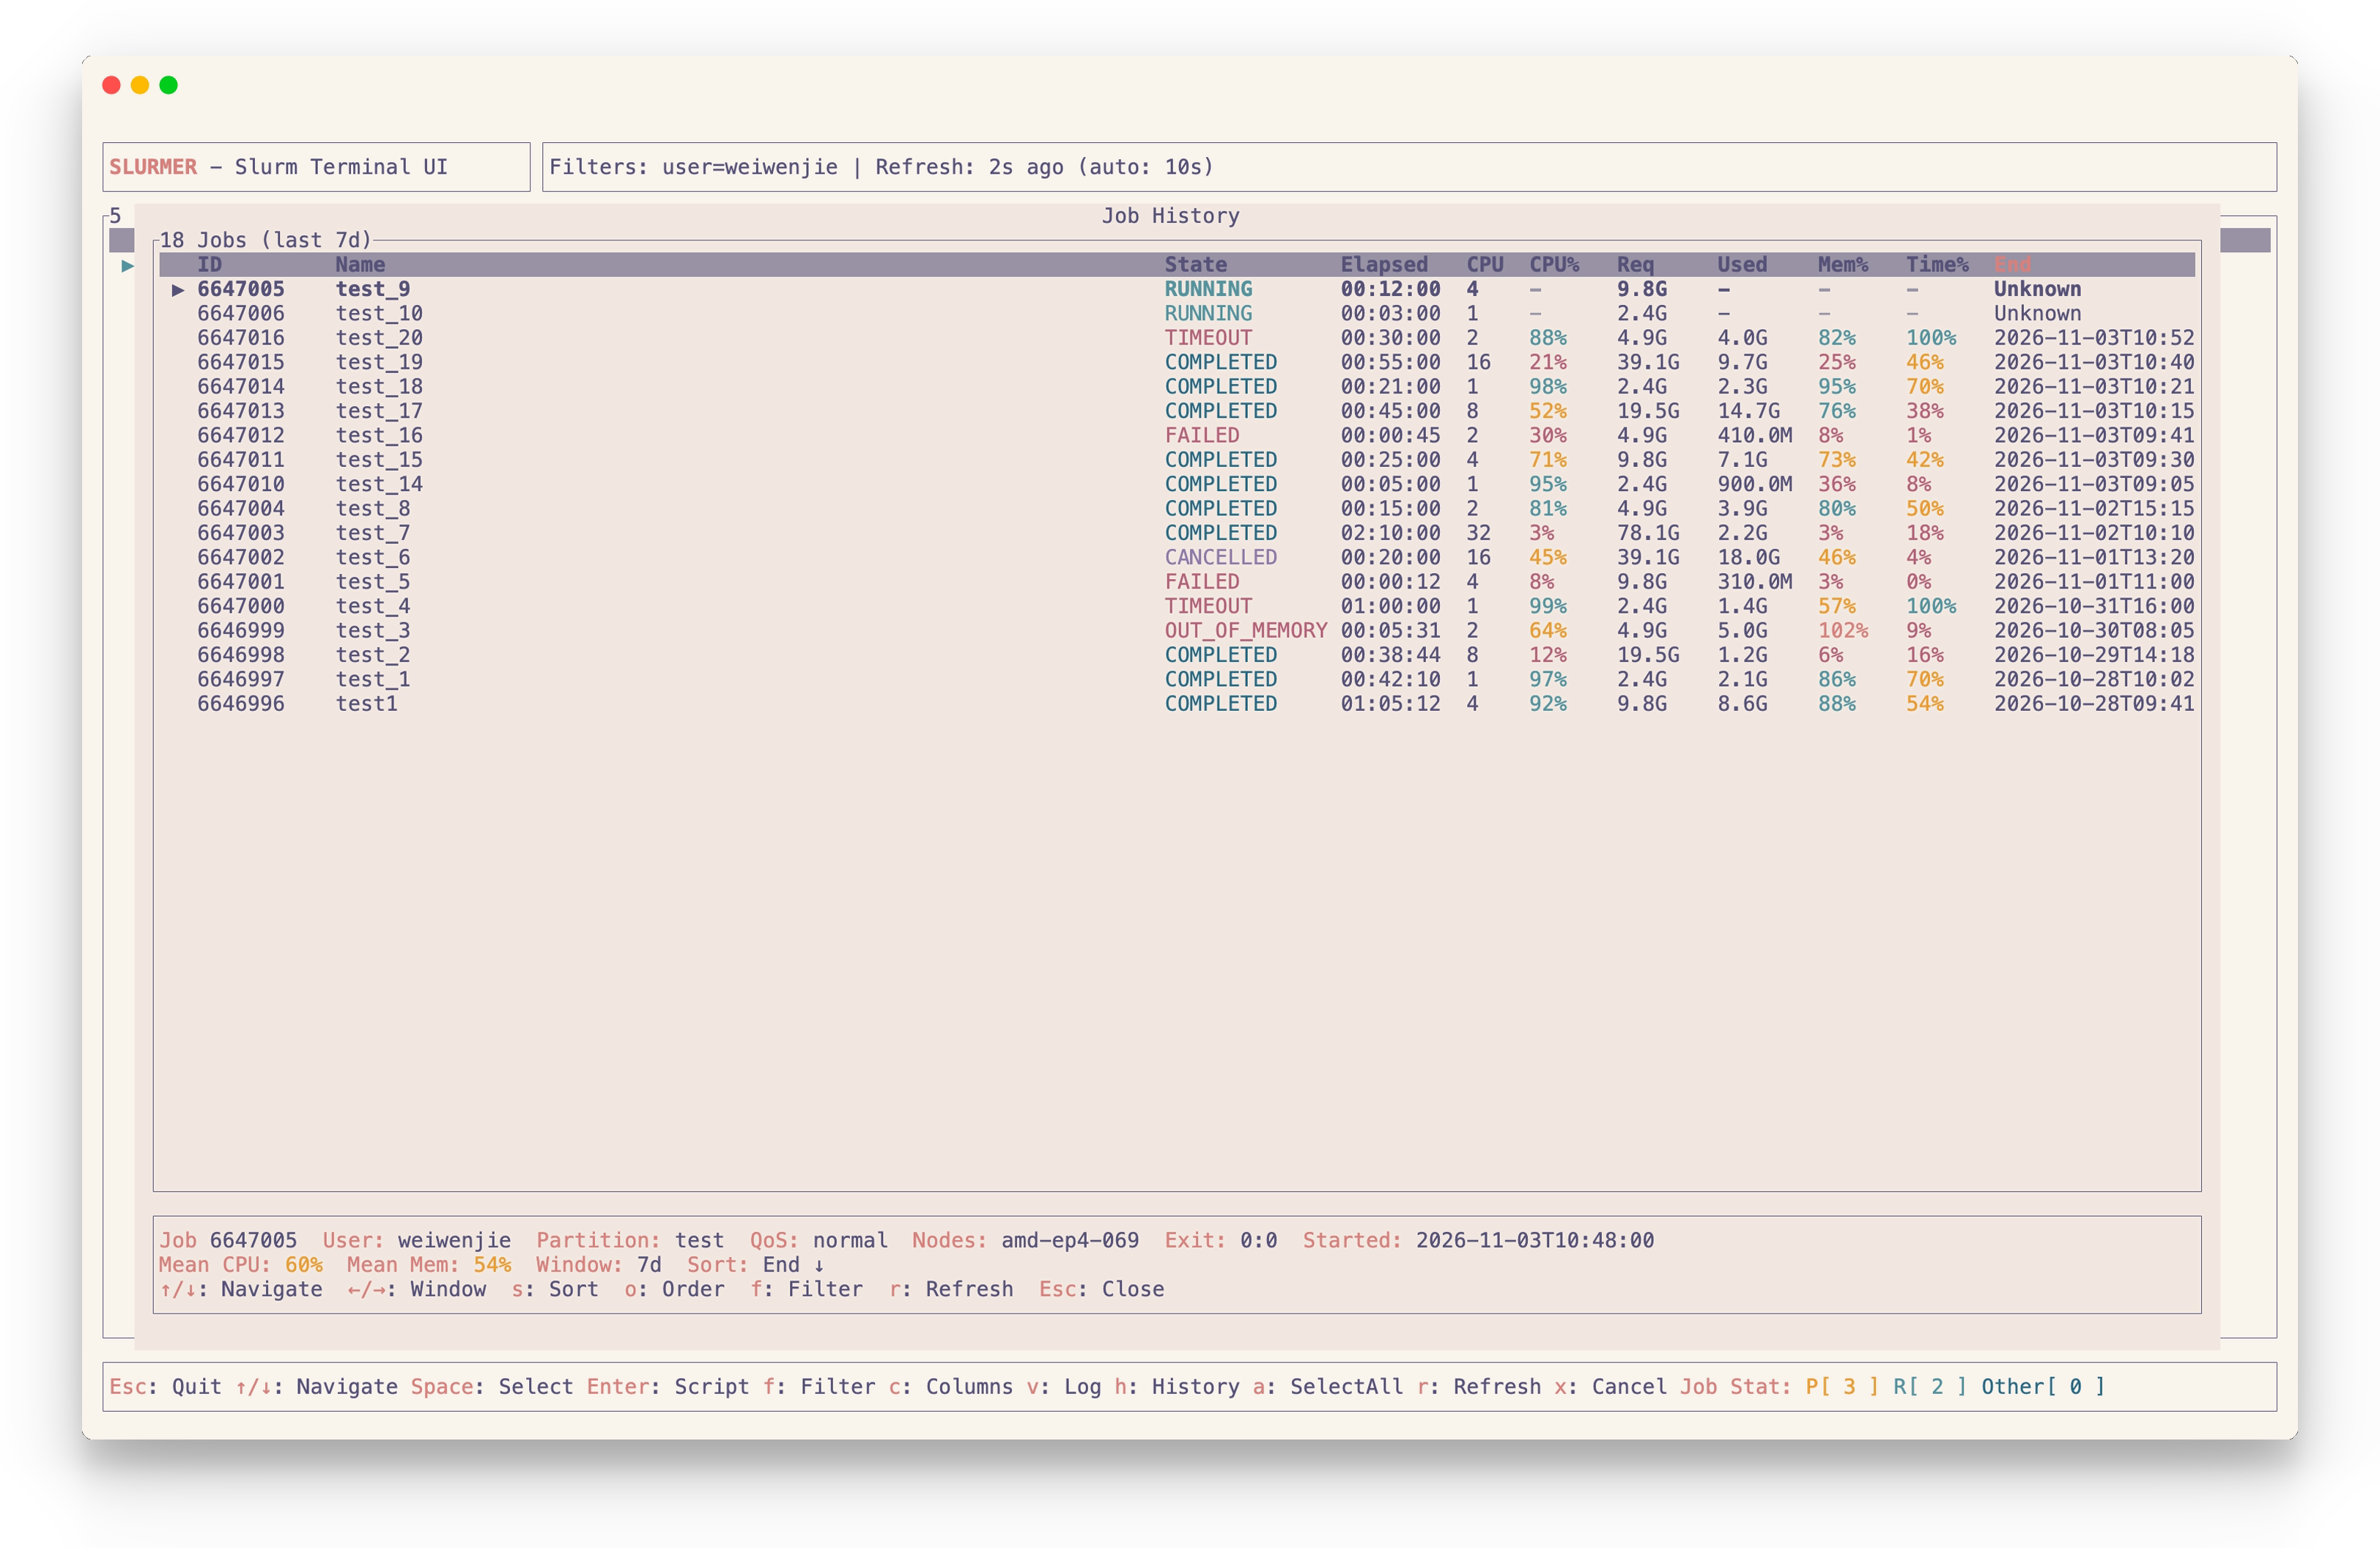 SLURMER – Slurm Terminal UI
Filters: user=weiwenjie | Refresh: 2s ago (auto: 10s)
5
Job History
18 Jobs (last 7d)
ID Name State Elapsed CPU CPU% Req Used Mem% Time% End
▶ 6647005 test_9 RUNNING 00:12:00 4 – 9.8G – – – Unknown
6647006 test_10 RUNNING 00:03:00 1 – 2.4G – – – Unknown
6647016 test_20 TIMEOUT 00:30:00 2 88% 4.9G 4.0G 82% 100% 2026-11-03T10:52
6647015 test_19 COMPLETED 00:55:00 16 21% 39.1G 9.7G 25% 46% 2026-11-03T10:40
6647014 test_18 COMPLETED 00:21:00 1 98% 2.4G 2.3G 95% 70% 2026-11-03T10:21
6647013 test_17 COMPLETED 00:45:00 8 52% 19.5G 14.7G 76% 38% 2026-11-03T10:15
6647012 test_16 FAILED 00:00:45 2 30% 4.9G 410.0M 8% 1% 2026-11-03T09:41
6647011 test_15 COMPLETED 00:25:00 4 71% 9.8G 7.1G 73% 42% 2026-11-03T09:30
6647010 test_14 COMPLETED 00:05:00 1 95% 2.4G 900.0M 36% 8% 2026-11-03T09:05
6647004 test_8 COMPLETED 00:15:00 2 81% 4.9G 3.9G 80% 50% 2026-11-02T15:15
6647003 test_7 COMPLETED 02:10:00 32 3% 78.1G 2.2G 3% 18% 2026-11-02T10:10
6647002 test_6 CANCELLED 00:20:00 16 45% 39.1G 18.0G 46% 4% 2026-11-01T13:20
6647001 test_5 FAILED 00:00:12 4 8% 9.8G 310.0M 3% 0% 2026-11-01T11:00
6647000 test_4 TIMEOUT 01:00:00 1 99% 2.4G 1.4G 57% 100% 2026-10-31T16:00
6646999 test_3 OUT_OF_MEMORY 00:05:31 2 64% 4.9G 5.0G 102% 9% 2026-10-30T08:05
6646998 test_2 COMPLETED 00:38:44 8 12% 19.5G 1.2G 6% 16% 2026-10-29T14:18
6646997 test_1 COMPLETED 00:42:10 1 97% 2.4G 2.1G 86% 70% 2026-10-28T10:02
6646996 test1 COMPLETED 01:05:12 4 92% 9.8G 8.6G 88% 54% 2026-10-28T09:41
Job 6647005 User: weiwenjie Partition: test QoS: normal Nodes: amd-ep4-069 Exit: 0:0 Started: 2026-11-03T10:48:00
Mean CPU: 60% Mean Mem: 54% Window: 7d Sort: End ↓
↑/↓: Navigate ←/→: Window s: Sort o: Order f: Filter r: Refresh Esc: Close
Esc: Quit ↑/↓: Navigate Space: Select Enter: Script f: Filter c: Columns v: Log h: History a: SelectAll r: Refresh x: Cancel Job Stat: P[ 3 ] R[ 2 ] Other[ 0 ]